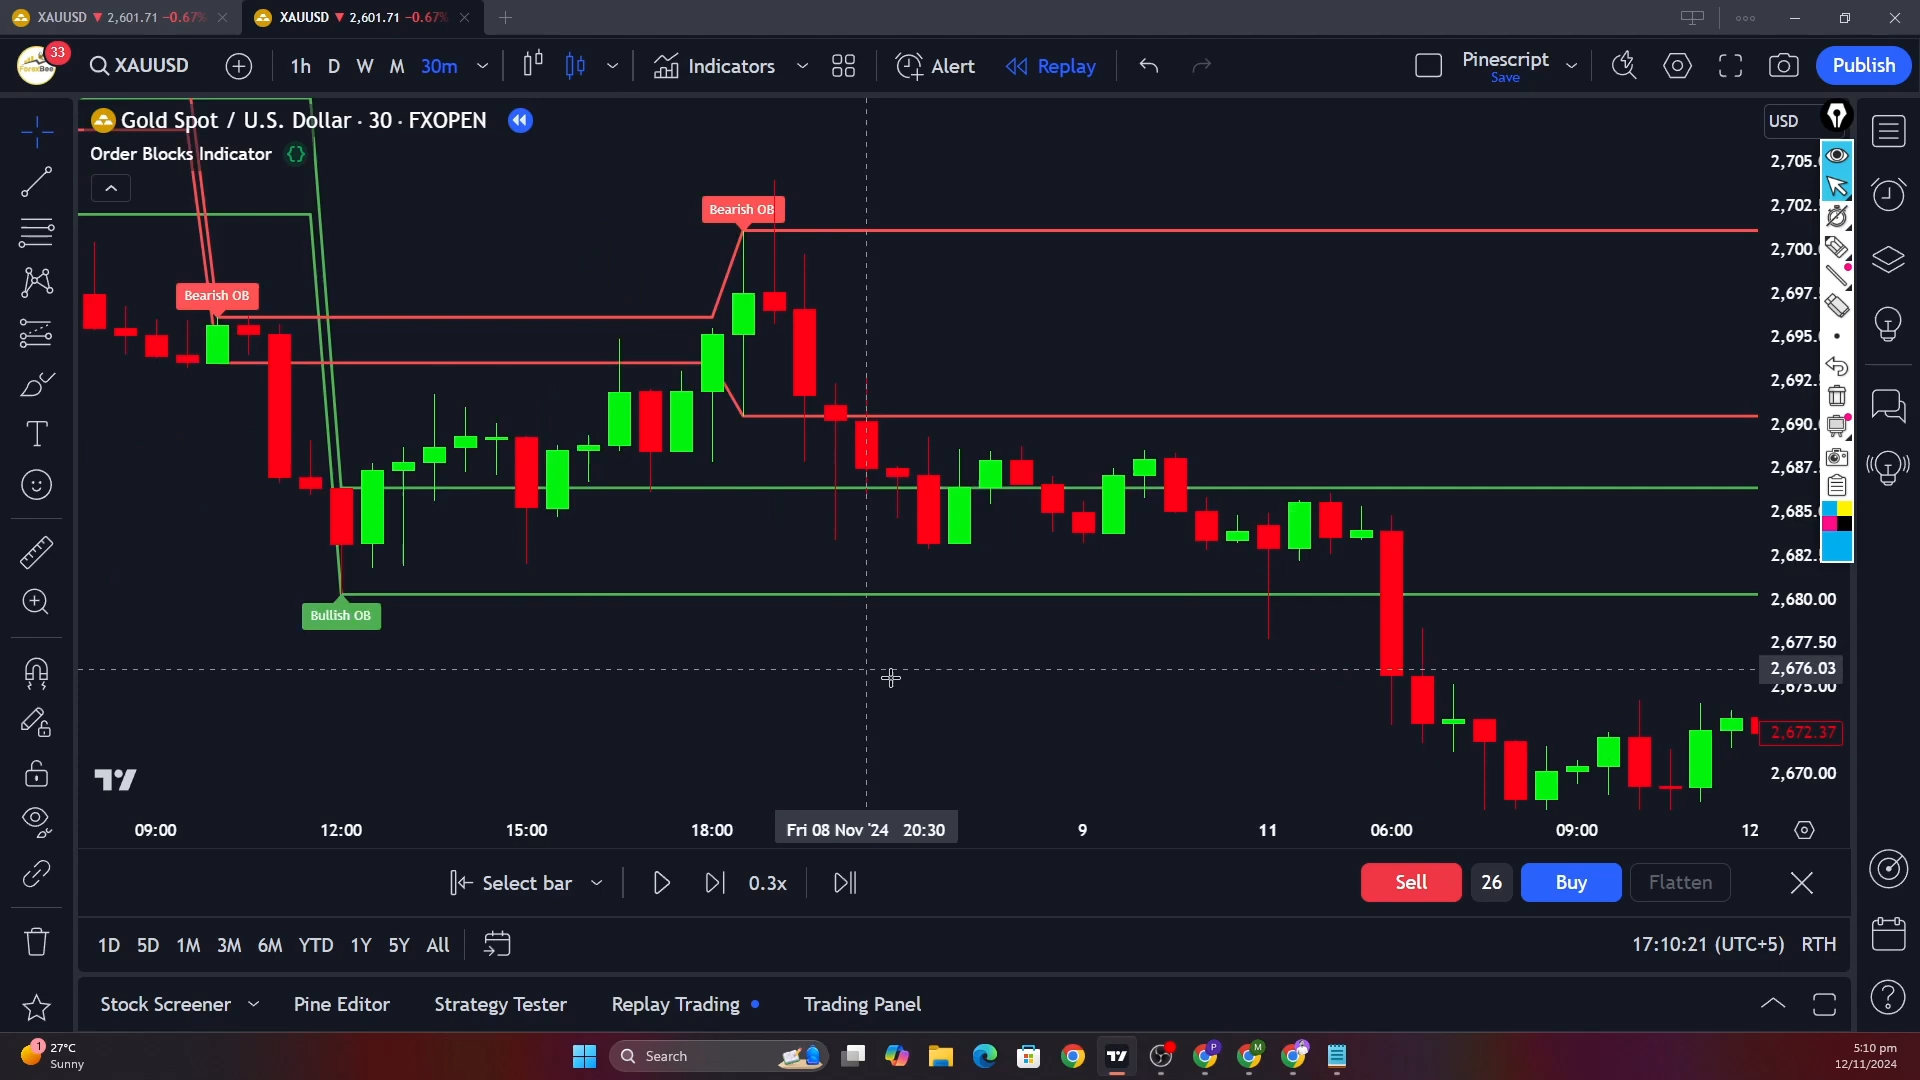 XAUUSD ▼ 2,601.71 −0.67%
XAUUSD ▼ 2,601.71 −0.67%
33
XAUUSD
1h D W M 30m
Indicators
Alert
Replay
Pinescript
Save
Publish
Gold Spot / U.S. Dollar · 30 · FXOPEN
Order Blocks Indicator
USD
Bearish OB
Bearish OB
Bullish OB
2,705.
2,702.
2,700.
2,697.
2,695.
2,692.
2,690.
2,687.
2,685.
2,682.
2,680.00
2,677.50
2,676.03
2,675.00
2,672.37
2,670.00
09:00
12:00
15:00
18:00
Fri 08 Nov '24 20:30
9
11
06:00
09:00
12
Select bar
0.3x
Sell
26
Buy
Flatten
1D 5D 1M 3M 6M YTD 1Y 5Y All
17:10:21 (UTC+5) RTH
Stock Screener
Pine Editor
Strategy Tester
Replay Trading
Trading Panel
1
27°C
Sunny
Search
P
M
5:10 pm
12/11/2024